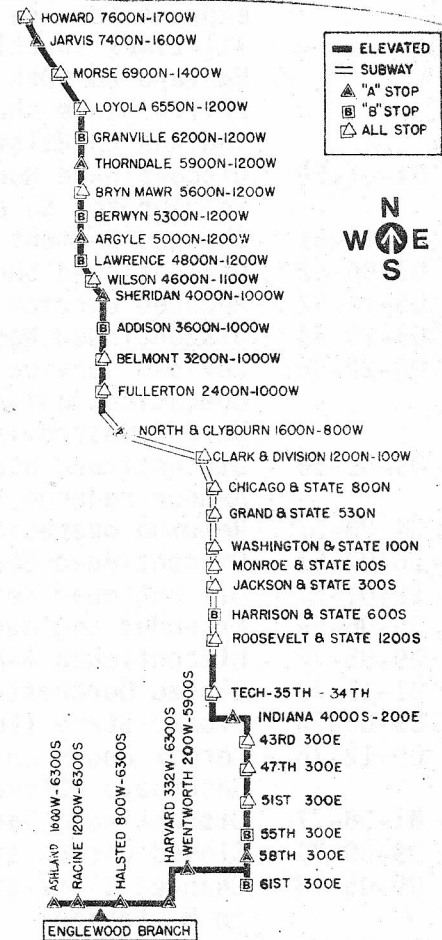 HOWARD 7600N-1700W
JARVIS 7400N-1600W
MORSE 6900N-1400W
LOYOLA 6550N-1200W
B GRANVILLE 6200N-1200W
THORNDALE 5900N-1200W
BRYN MAWR 5600N-1200W
B BERWYN 5300N-1200W
ARGYLE 5000N-1200W
B LAWRENCE 4800N-1200W
WILSON 4600N-1100W
SHERIDAN 4000N-1000W
B ADDISON 3600N-1000W
BELMONT 3200N-1000W
FULLERTON 2400N-1000W
NORTH & CLYBOURN 1600N-800W
CLARK & DIVISION 1200N-100W
CHICAGO & STATE 800N
GRAND & STATE 530N
WASHINGTON & STATE 100N
MONROE & STATE 100S
JACKSON & STATE 300S
B HARRISON & STATE 600S
ROOSEVELT & STATE 1200S
TECH-35TH - 34TH
INDIANA 4000S-200E
43RD 300E
47TH 300E
51ST 300E
B 55TH 300E
58TH 300E
B 61ST 300E
WENTWORTH 200W-5900S
HARVARD 332W-6300S
HALSTED 800W-6300S
RACINE 1200W-6300S
ASHLAND 1600W-6300S
ENGLEWOOD BRANCH
ELEVATED
SUBWAY
A "A" STOP
B "B" STOP
ALL STOP
N
W E
S